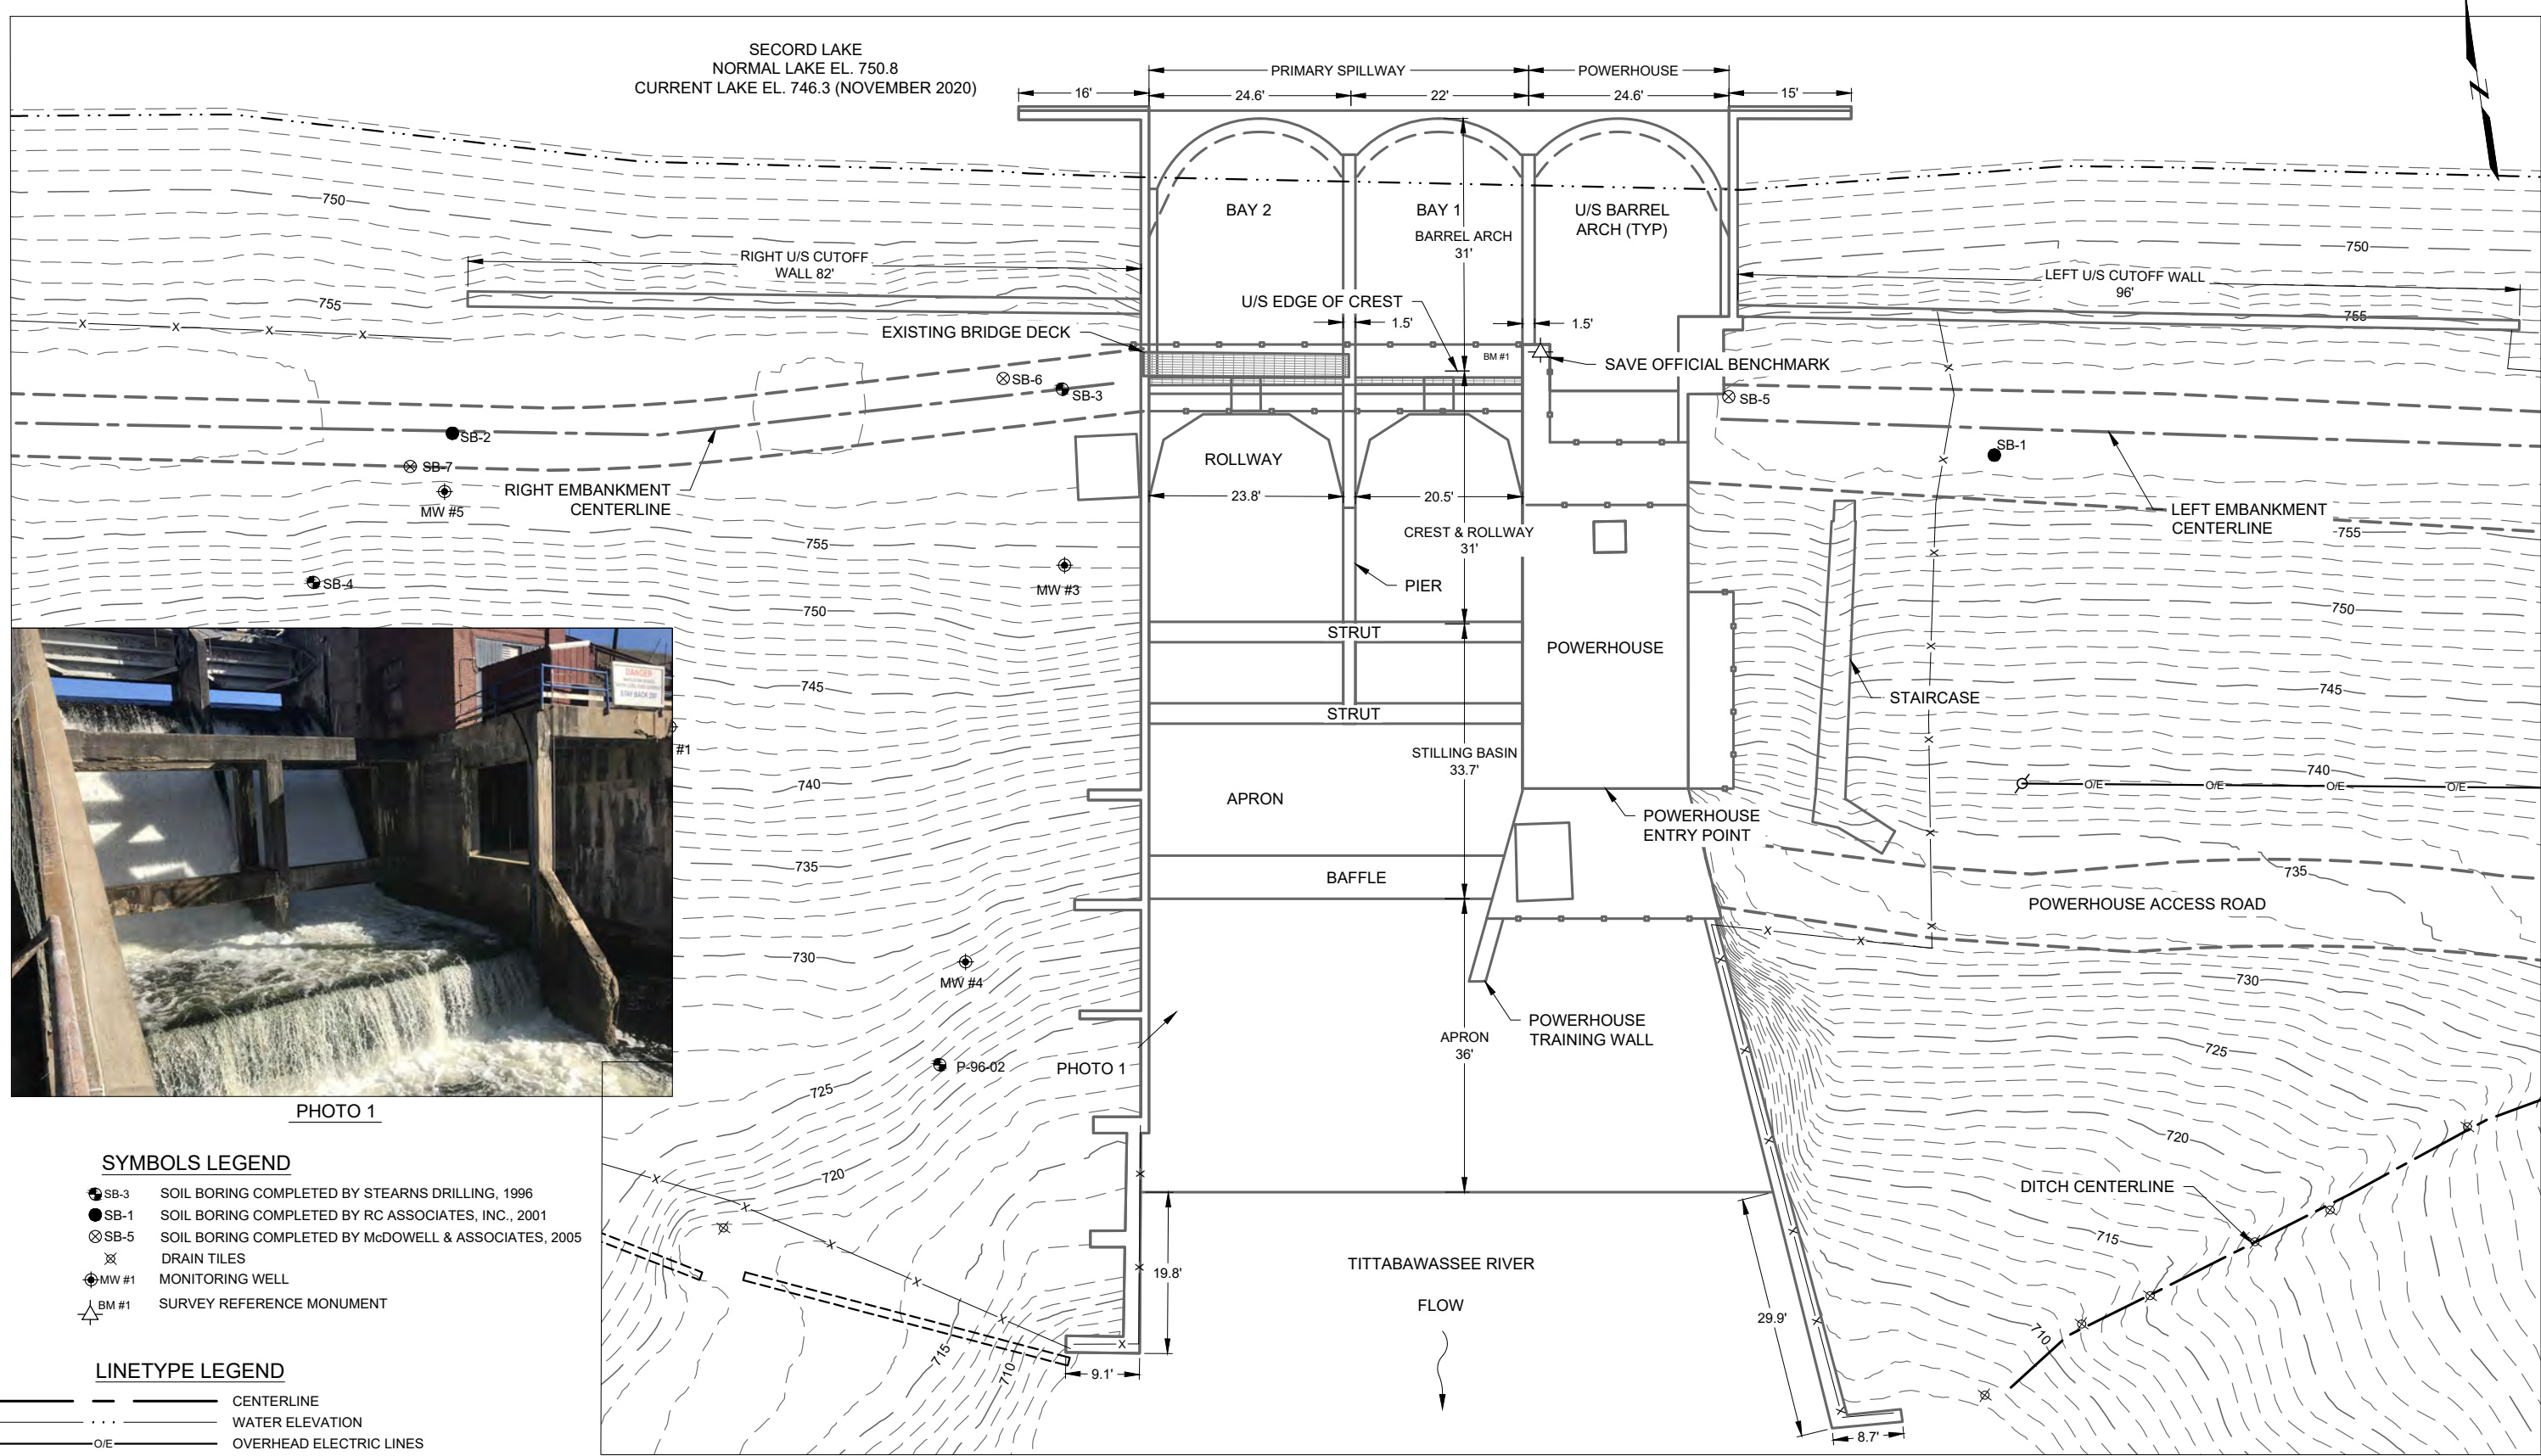 SECORD LAKE
NORMAL LAKE EL. 750.8
CURRENT LAKE EL. 746.3 (NOVEMBER 2020)
PRIMARY SPILLWAY
POWERHOUSE
16'
24.6'
22'
24.6'
15'
N
BAY 2
BAY 1
U/S BARREL
ARCH (TYP)
BARREL ARCH
31'
750
750
RIGHT U/S CUTOFF
WALL 82'
LEFT U/S CUTOFF WALL
96'
755
755
U/S EDGE OF CREST
1.5'
1.5'
X X X X
EXISTING BRIDGE DECK
BM #1
SAVE OFFICIAL BENCHMARK
SB-6
SB-3
SB-5
SB-2
SB-1
SB-7
MW #5
RIGHT EMBANKMENT
CENTERLINE
ROLLWAY
23.8'
20.5'
LEFT EMBANKMENT
CENTERLINE
755
755
CREST & ROLLWAY
31'
SB-4
MW #3
PIER
750
750
STRUT
POWERHOUSE
745
745
STAIRCASE
STRUT
#1
STILLING BASIN
33.7'
740
740
O/E O/E O/E O/E
APRON
POWERHOUSE
ENTRY POINT
735
735
BAFFLE
POWERHOUSE ACCESS ROAD
730
730
MW #4
POWERHOUSE
TRAINING WALL
APRON
36'
725
725
P-96-02
PHOTO 1
DANGER
STAY BACK
PHOTO 1
720
720
DITCH CENTERLINE
715
715
710
710
19.8'
9.1'
29.9'
8.7'
TITTABAWASSEE RIVER
FLOW
SYMBOLS LEGEND
SB-3 SOIL BORING COMPLETED BY STEARNS DRILLING, 1996
SB-1 SOIL BORING COMPLETED BY RC ASSOCIATES, INC., 2001
SB-5 SOIL BORING COMPLETED BY McDOWELL & ASSOCIATES, 2005
DRAIN TILES
MW #1 MONITORING WELL
BM #1 SURVEY REFERENCE MONUMENT
LINETYPE LEGEND
CENTERLINE
WATER ELEVATION
O/E OVERHEAD ELECTRIC LINES